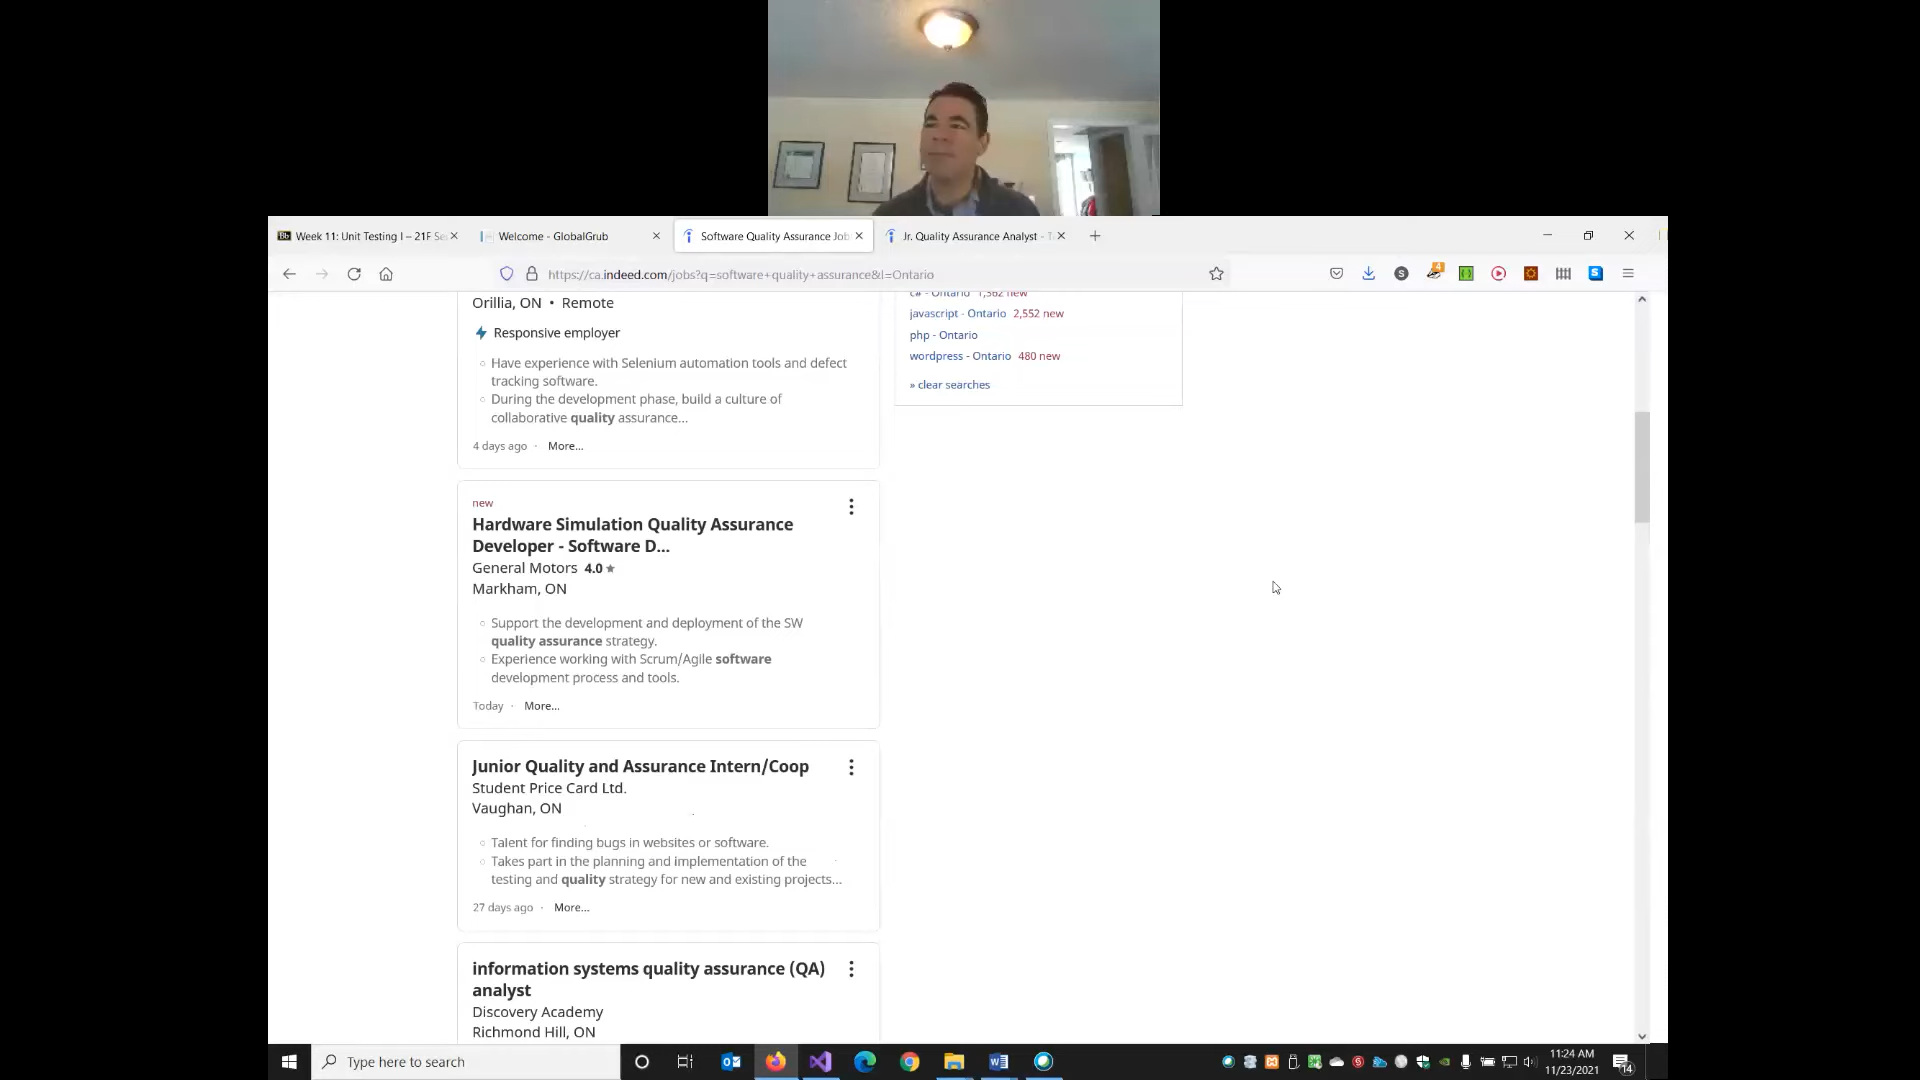 Week 11: Unit Testing I – 21F Se
Welcome - GlobalGrub
Software Quality Assurance Job
Jr. Quality Assurance Analyst -
https://ca.indeed.com/jobs?q=software+quality+assurance&l=Ontario
4
S
Orillia, ON • Remote
Responsive employer
Have experience with Selenium automation tools and defect
tracking software.
During the development phase, build a culture of
collaborative quality assurance...
4 days ago · More...
c# - Ontario 1,362 new
javascript - Ontario 2,552 new
php - Ontario
wordpress - Ontario 480 new
» clear searches
new
Hardware Simulation Quality Assurance
Developer - Software D...
General Motors 4.0
Markham, ON
Support the development and deployment of the SW
quality assurance strategy.
Experience working with Scrum/Agile software
development process and tools.
Today · More...
Junior Quality and Assurance Intern/Coop
Student Price Card Ltd.
Vaughan, ON
Talent for finding bugs in websites or software.
Takes part in the planning and implementation of the
testing and quality strategy for new and existing projects...
27 days ago · More...
information systems quality assurance (QA)
analyst
Discovery Academy
Richmond Hill, ON
Type here to search
11:24 AM
11/23/2021
14